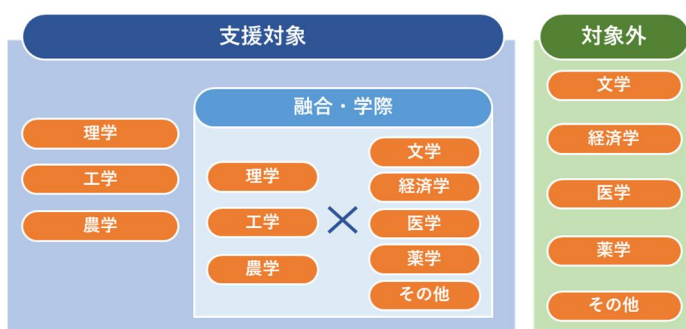 支援対象
理学
工学
農学
融合・学際
理学
工学
農学
×
文学
経済学
医学
薬学
その他
対象外
文学
経済学
医学
薬学
その他